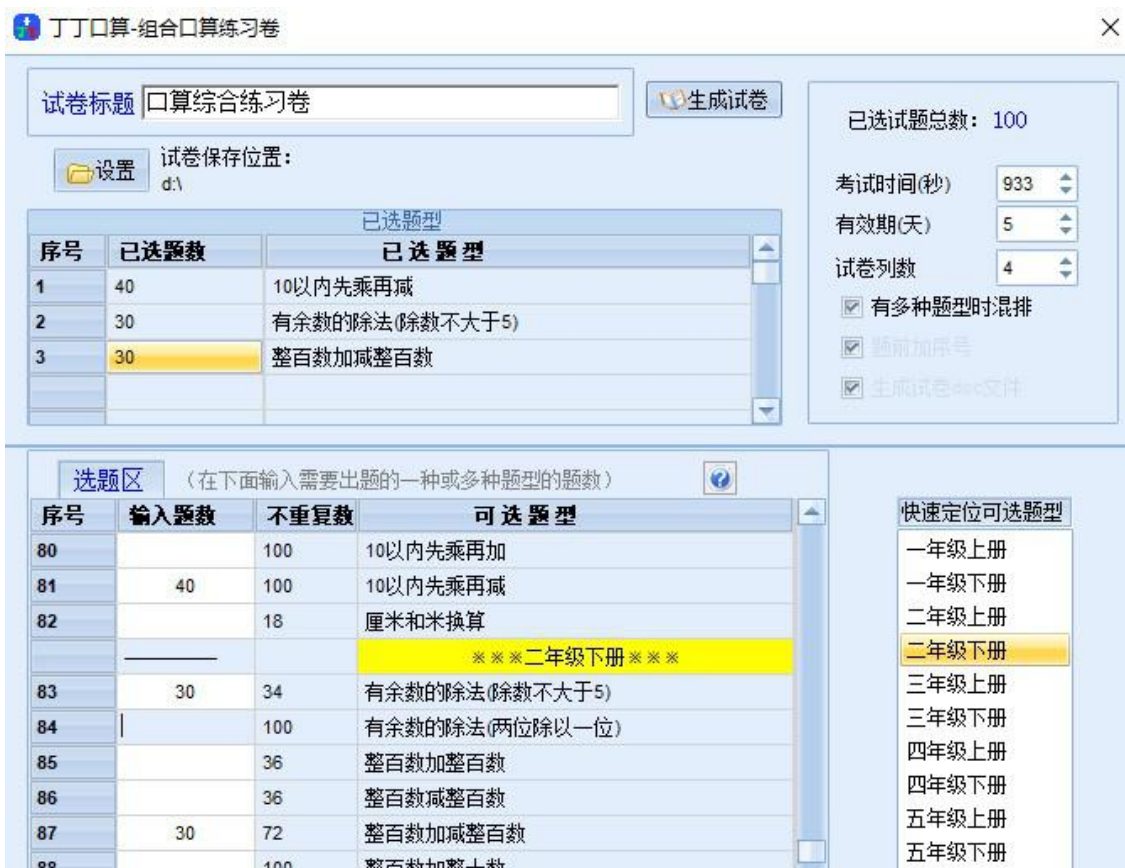 丁丁口算-组合口算练习卷
试卷标题 口算综合练习卷 生成试卷
已选试题总数: 100
设置 试卷保存位置:
d:\
考试时间(秒) 933
有效期(天) 5
试卷列数 4
有多种题型时混排
题前加序号
生成试卷doc文件
已选题型
序号 已选题数 已选题型
1 40 10以内先乘再减
2 30 有余数的除法(除数不大于5)
3 30 整百数加减整百数
选题区 (在下面输入需要出题的一种或多种题型的题数)
序号 输入题数 不重复数 可选题型
80 100 10以内先乘再加
81 40 100 10以内先乘再减
82 18 厘米和米换算
※※※二年级下册※※※
83 30 34 有余数的除法(除数不大于5)
84 100 有余数的除法(两位除以一位)
85 36 整百数加整百数
86 36 整百数减整百数
87 30 72 整百数加减整百数
88 100 整百数加整十数
快速定位可选题型
一年级上册
一年级下册
二年级上册
二年级下册
三年级上册
三年级下册
四年级上册
四年级下册
五年级上册
五年级下册